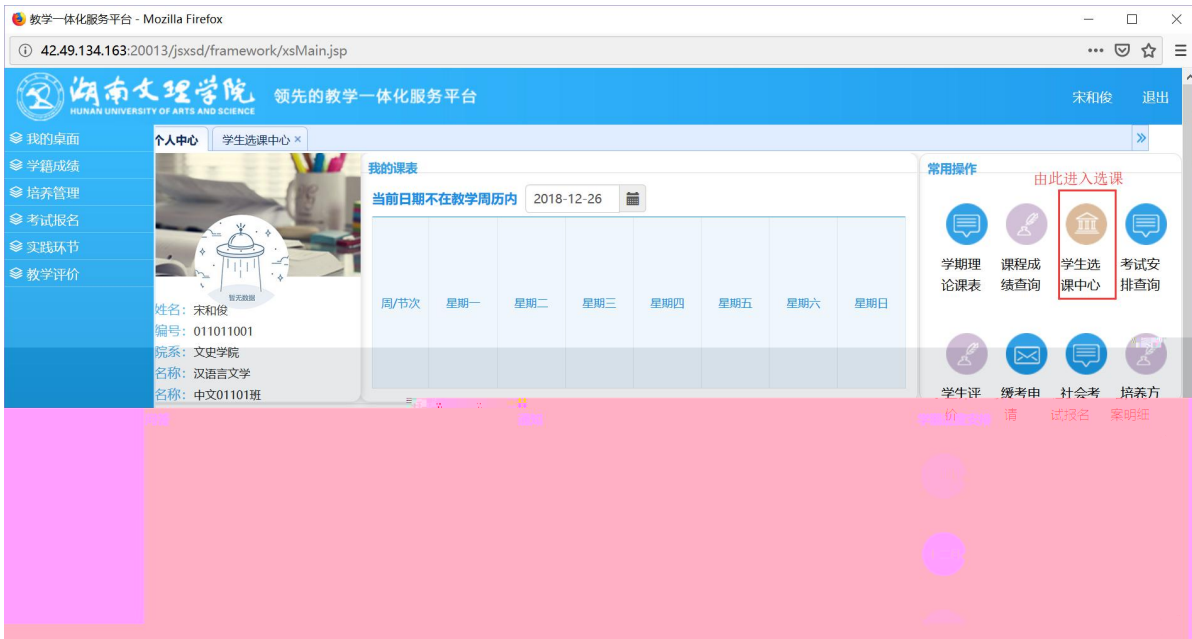 教学一体化服务平台 - Mozilla Firefox
42.49.134.163:20013/jsxsd/framework/xsMain.jsp
湖南文理学院
HUNAN UNIVERSITY OF ARTS AND SCIENCE
领先的教学一体化服务平台
宋和俊 退出
我的桌面
学籍成绩
培养管理
考试报名
实践环节
教学评价
个人中心 学生选课中心 ×
暂无数据
姓名：宋和俊
编号：011011001
院系：文史学院
名称：汉语言文学
名称：中文01101班
我的课表
当前日期不在教学周历内 2018-12-26
周/节次 星期一 星期二 星期三 星期四 星期五 星期六 星期日
常用操作
由此进入选课
学期理论课表
课程成绩查询
学生选课中心
考试安排查询
学生评价
缓考申请
社会考试报名
培养方案明细